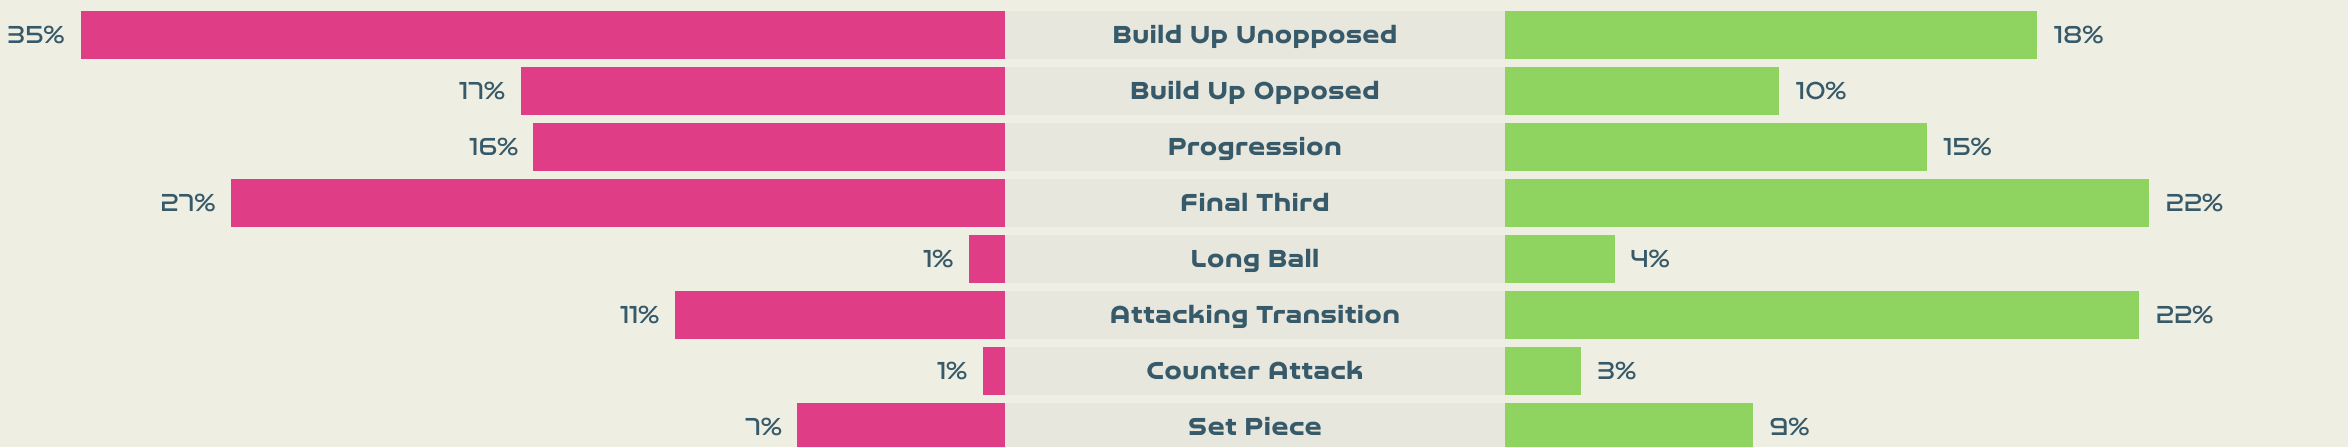 35% Build Up Unopposed 18%
17% Build Up Opposed 10%
16% Progression 15%
27% Final Third 22%
1% Long Ball 4%
11% Attacking Transition 22%
1% Counter Attack 3%
7% Set Piece 9%